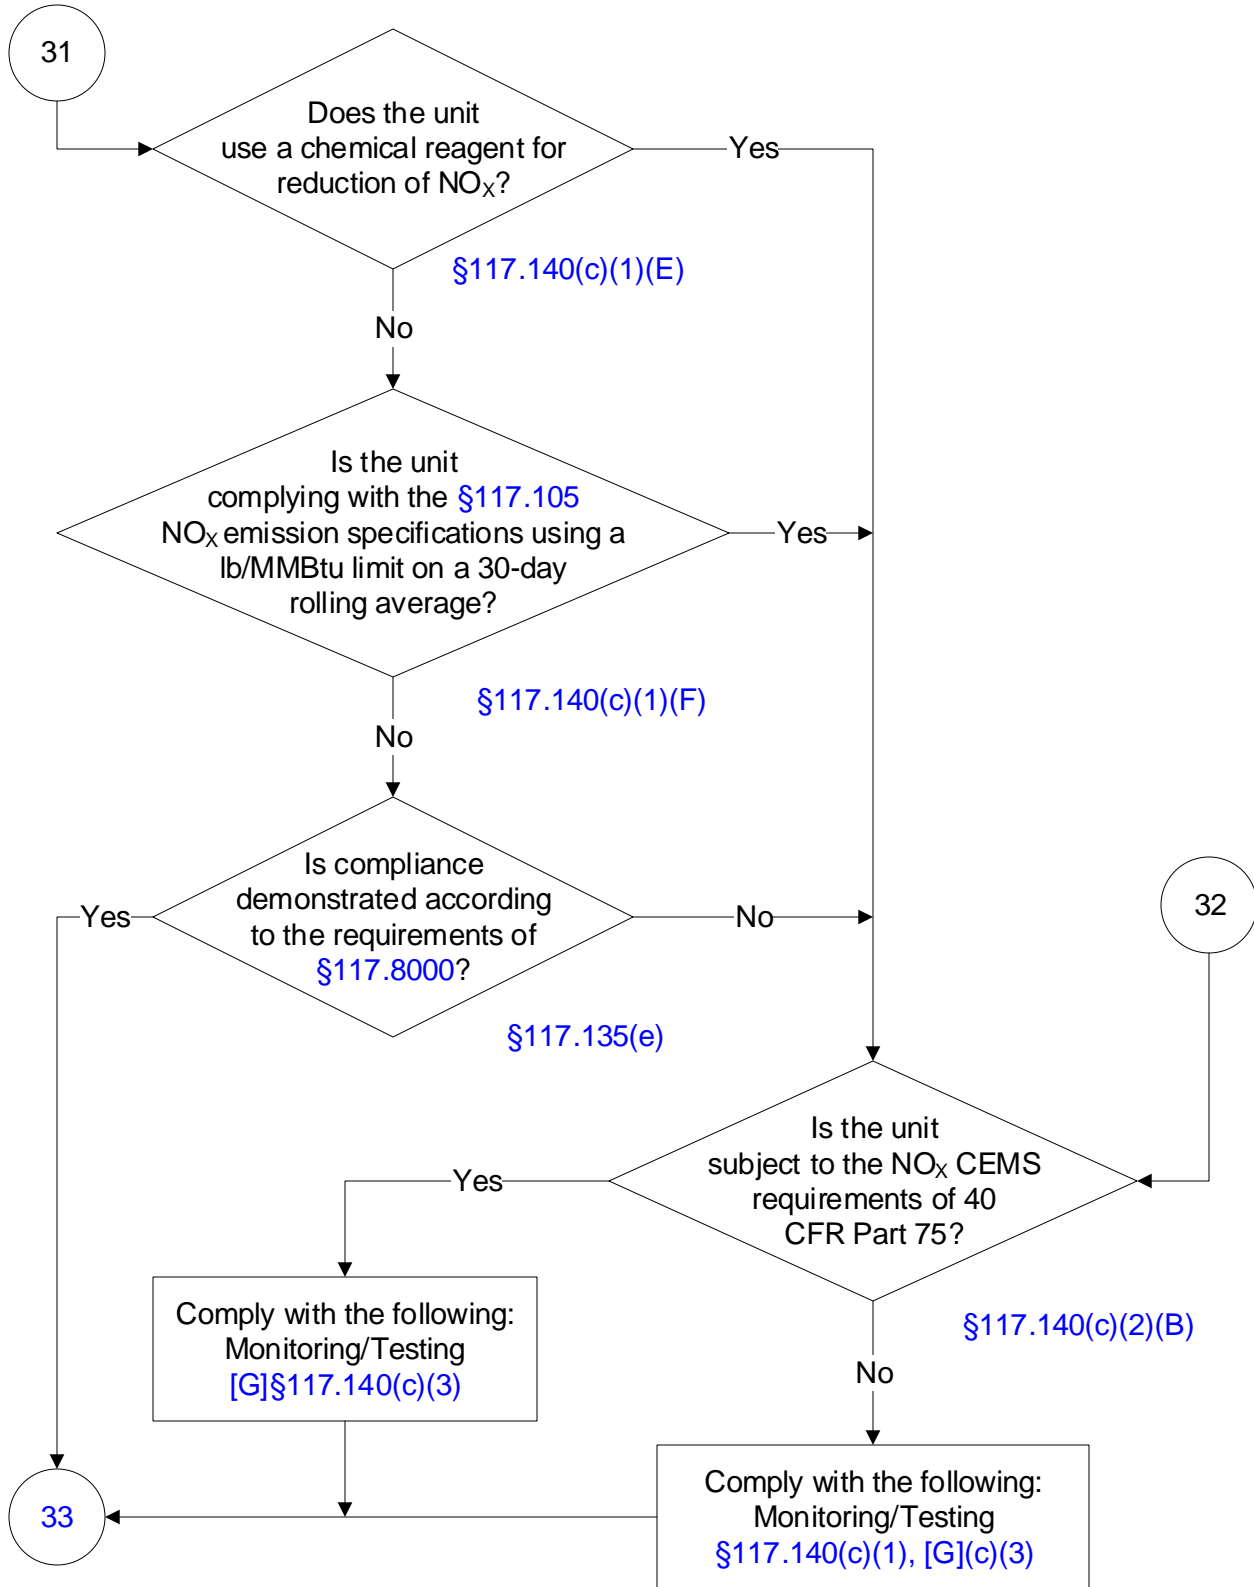 31
Does the unit
use a chemical reagent for
reduction of NOX?
Yes
§117.140(c)(1)(E)
No
Is the unit
complying with the §117.105
NOX emission specifications using a
lb/MMBtu limit on a 30-day
rolling average?
Yes
§117.140(c)(1)(F)
No
Is compliance
demonstrated according
to the requirements of
§117.8000?
Yes
No
32
§117.135(e)
Is the unit
subject to the NOX CEMS
requirements of 40
CFR Part 75?
Yes
§117.140(c)(2)(B)
No
Comply with the following:
Monitoring/Testing
[G]§117.140(c)(3)
Comply with the following:
Monitoring/Testing
§117.140(c)(1), [G](c)(3)
33